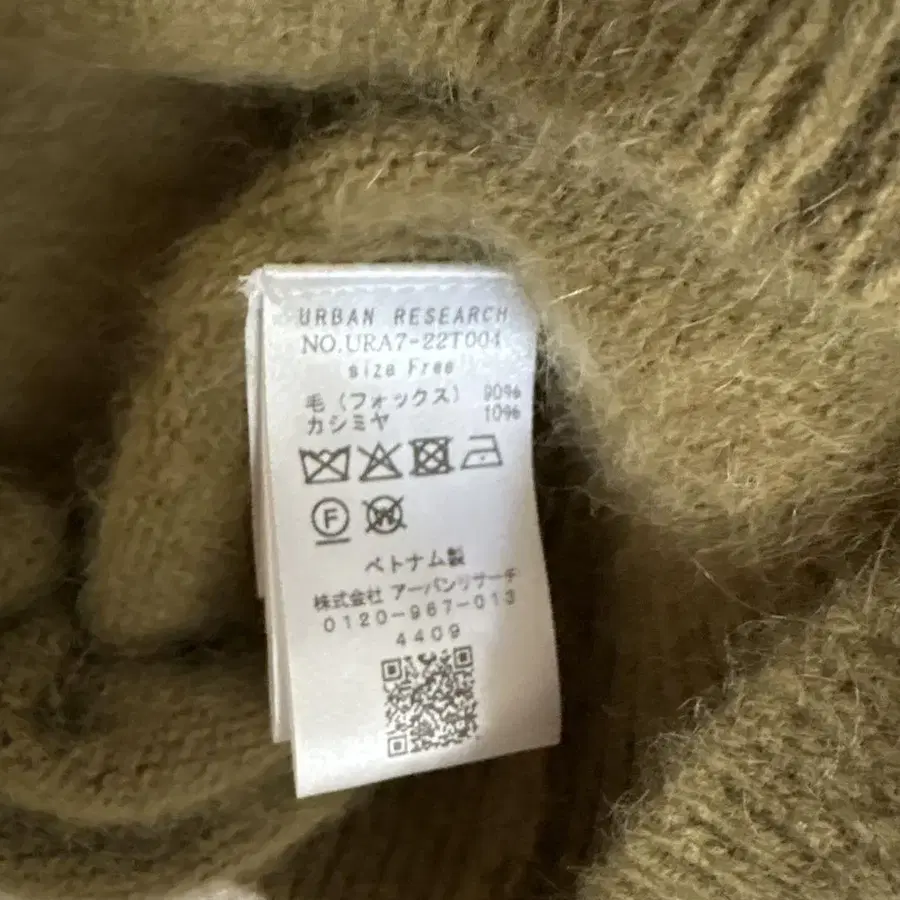 URBAN RESEARCH
NO.URA7-22T004
size Free
毛(フォックス) 90%
カシミヤ 10%
F W
ベトナム製
株式会社 アーバンリサーチ
0120-967-013
4409